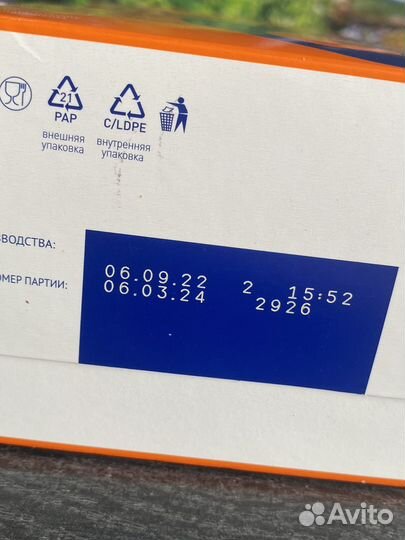 21
PAP
внешняя
упаковка
C/LDPE
внутренняя
упаковка
ЗВОДСТВА:
ОМЕР ПАРТИИ:
06.09.22 2 15:52
06.03.24 2926
Avito